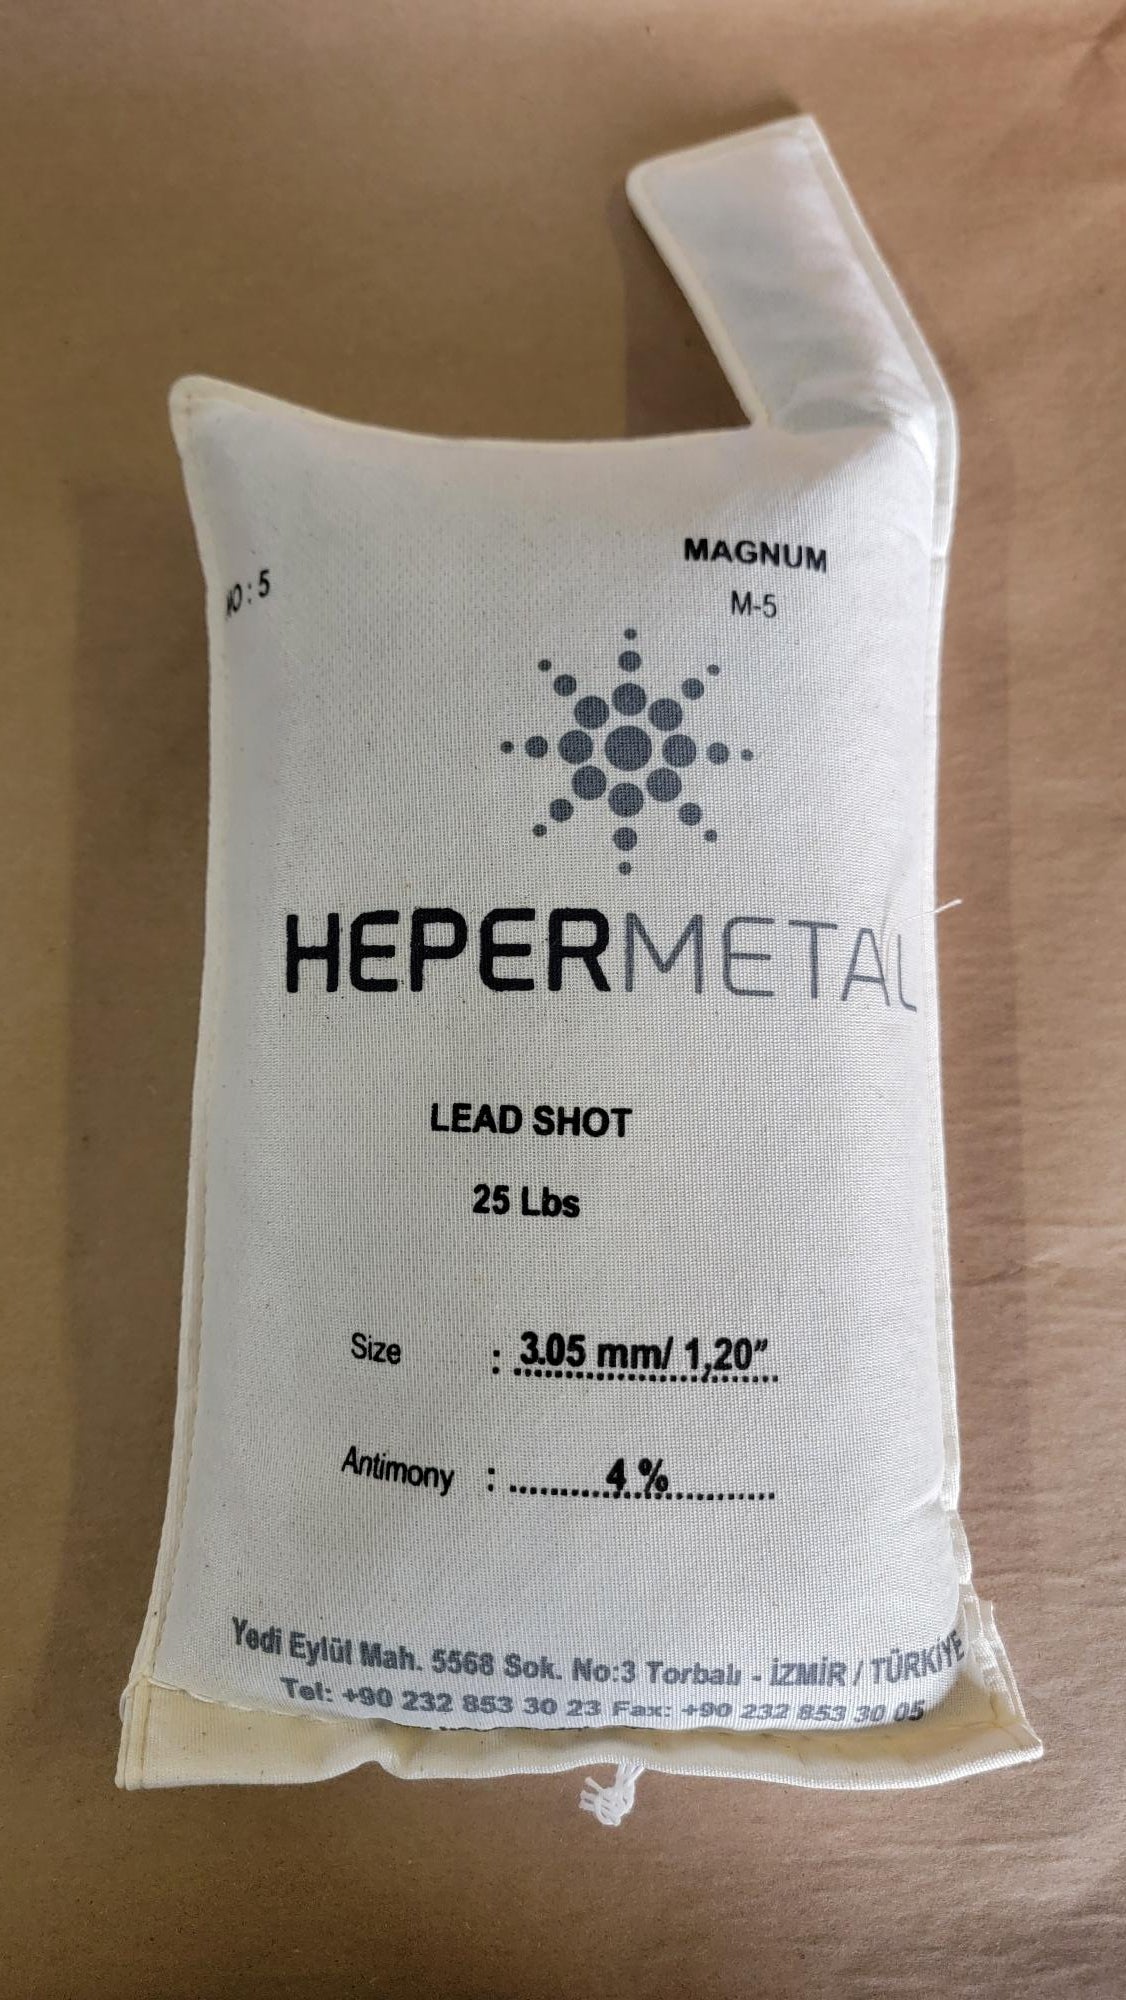 MAGNUM
NO : 5
M-5
HEPERMETAL
LEAD SHOT
25 Lbs
Size : 3.05 mm/ 1,20”
Antimony : 4 %
Yedi Eylül Mah. 5568 Sok. No:3 Torbalı - İZMİR / TÜRKİYE
Tel: +90 232 853 30 23 Fax: +90 232 853 30 05